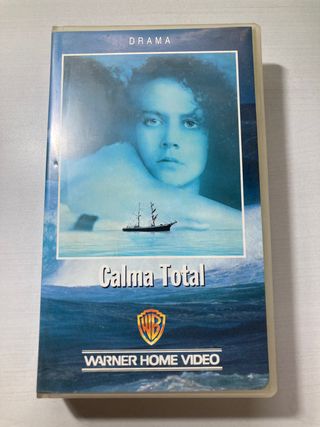 DRAMA
Calma Total
WB
WARNER HOME VIDEO